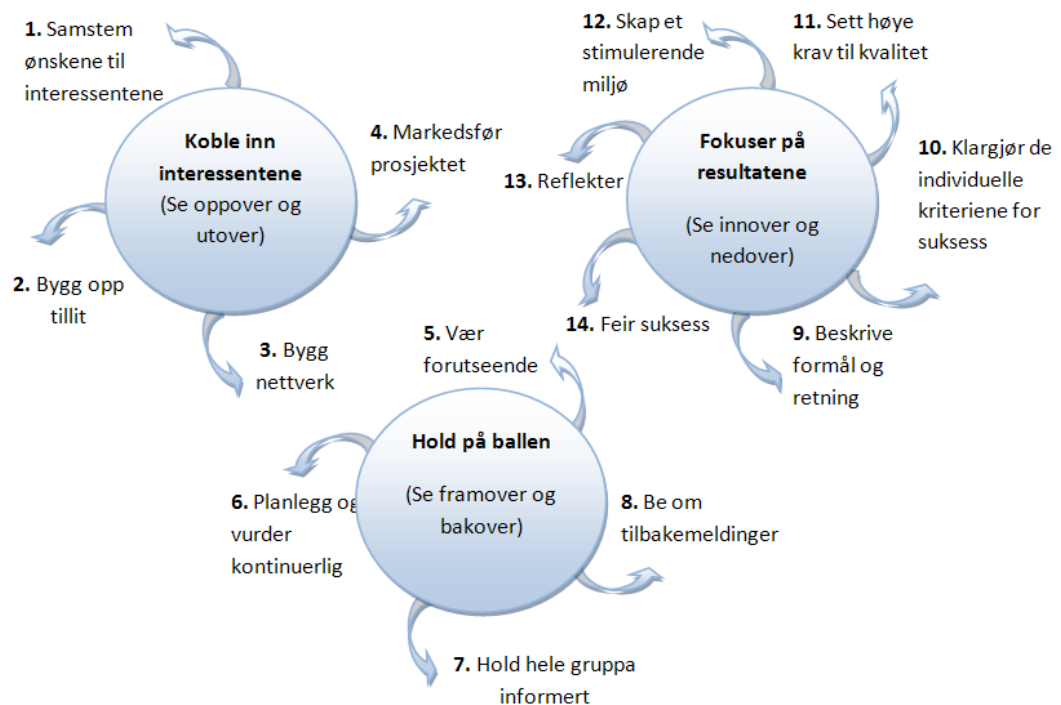 1. Samstem
ønskene til
interessentene
Koble inn
interessentene
(Se oppover og
utover)
2. Bygg opp
tillit
3. Bygg
nettverk
4. Markedsfør
prosjektet
5. Vær
forutseende
Hold på ballen
(Se framover og
bakover)
6. Planlegg og
vurder
kontinuerlig
7. Hold hele gruppa
informert
8. Be om
tilbakemeldinger
Fokuser på
resultatene
(Se innover og
nedover)
9. Beskrive
formål og
retning
10. Klargjør de
individuelle
kriteriene for
suksess
11. Sett høye
krav til kvalitet
12. Skap et
stimulerende
miljø
13. Reflekter
14. Feir suksess